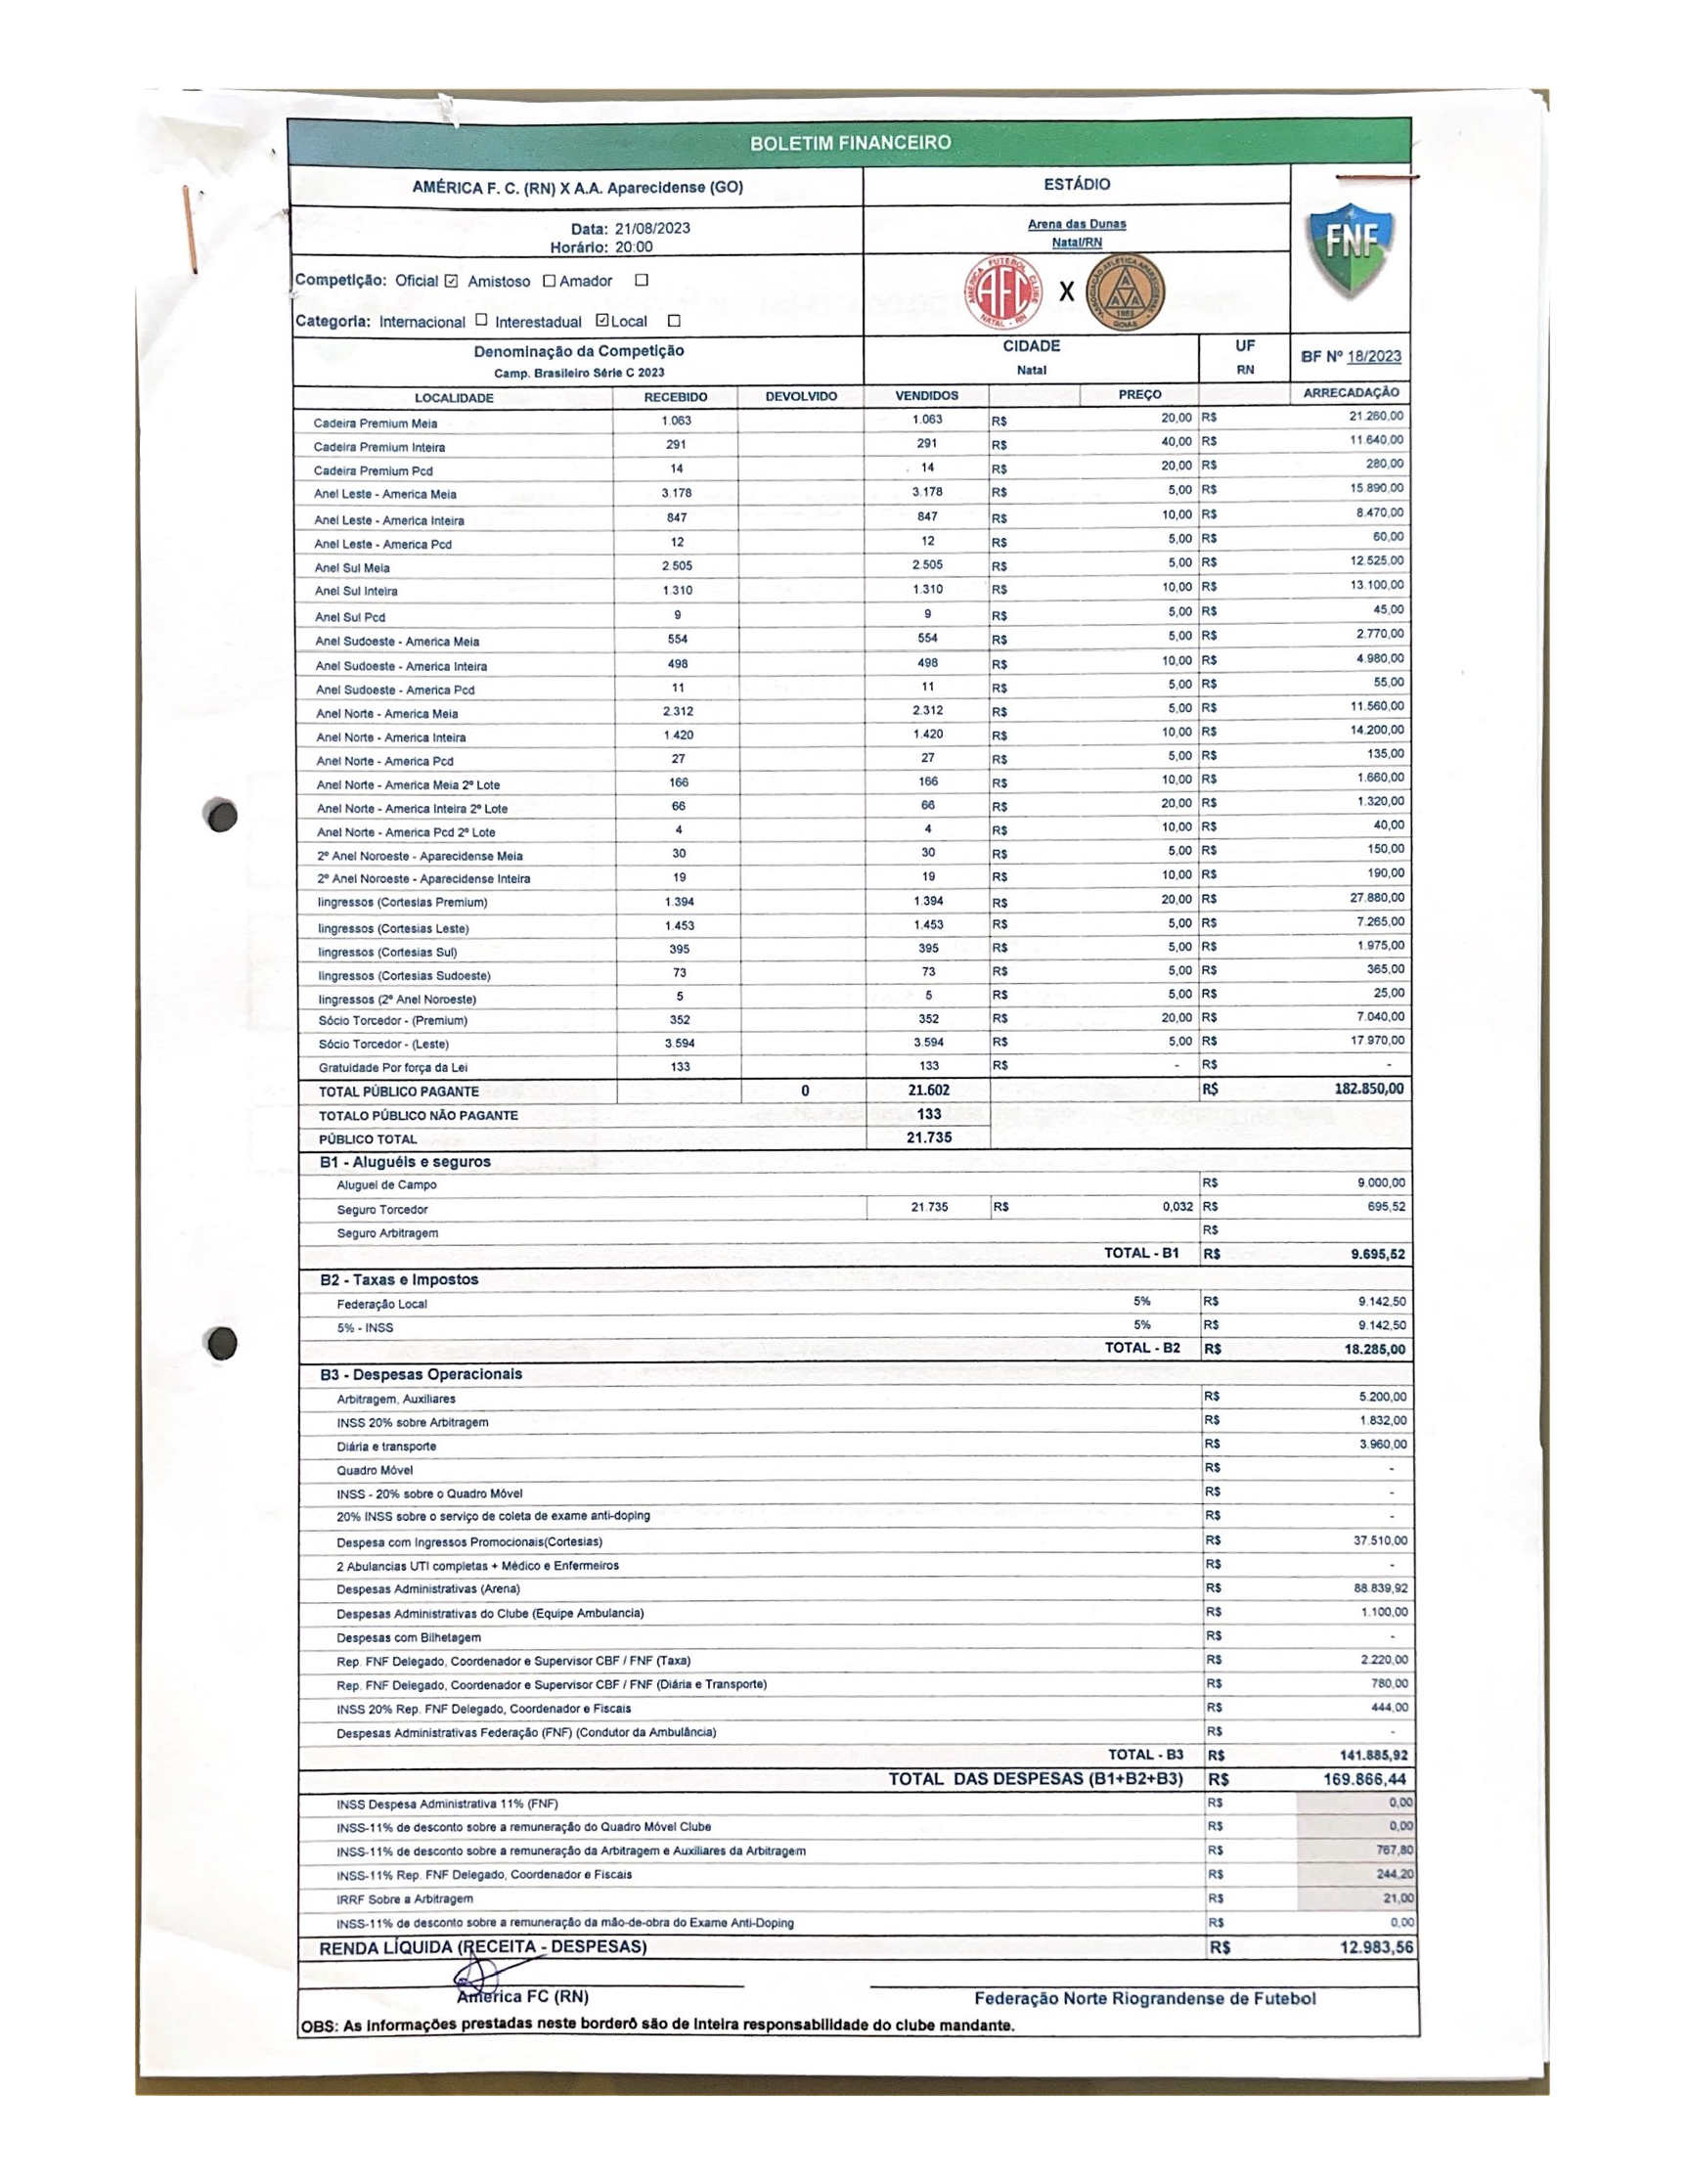 BOLETIM FINANCEIRO
AMÉRICA F. C. (RN) X A.A. Aparecidense (GO) ESTÁDIO
Data: 21/08/2023 Arena das Dunas
Horário: 20:00 Natal/RN
FNF
Competição: Oficial ☑ Amistoso ☐ Amador ☐
AMÉRICA FUTEBOL CLUBE AFC NATAL - RN X ASSOCIAÇÃO ATLÉTICA APARECIDENSE GOIÁS
Categoria: Internacional ☐ Interestadual ☑ Local ☐
Denominação da Competição CIDADE UF BF Nº 18/2023
Camp. Brasileiro Série C 2023 Natal RN
LOCALIDADE RECEBIDO DEVOLVIDO VENDIDOS PREÇO ARRECADAÇÃO
Cadeira Premium Meia 1.063 1.063 R$ 20,00 R$ 21.260,00
Cadeira Premium Inteira 291 291 R$ 40,00 R$ 11.640,00
Cadeira Premium Pcd 14 14 R$ 20,00 R$ 280,00
Anel Leste - America Meia 3.178 3.178 R$ 5,00 R$ 15.890,00
Anel Leste - America Inteira 847 847 R$ 10,00 R$ 8.470,00
Anel Leste - America Pcd 12 12 R$ 5,00 R$ 60,00
Anel Sul Meia 2.505 2.505 R$ 5,00 R$ 12.525,00
Anel Sul Inteira 1.310 1.310 R$ 10,00 R$ 13.100,00
Anel Sul Pcd 9 9 R$ 5,00 R$ 45,00
Anel Sudoeste - America Meia 554 554 R$ 5,00 R$ 2.770,00
Anel Sudoeste - America Inteira 498 498 R$ 10,00 R$ 4.980,00
Anel Sudoeste - America Pcd 11 11 R$ 5,00 R$ 55,00
Anel Norte - America Meia 2.312 2.312 R$ 5,00 R$ 11.560,00
Anel Norte - America Inteira 1.420 1.420 R$ 10,00 R$ 14.200,00
Anel Norte - America Pcd 27 27 R$ 5,00 R$ 135,00
Anel Norte - America Meia 2º Lote 166 166 R$ 10,00 R$ 1.660,00
Anel Norte - America Inteira 2º Lote 66 66 R$ 20,00 R$ 1.320,00
Anel Norte - America Pcd 2º Lote 4 4 R$ 10,00 R$ 40,00
2º Anel Noroeste - Aparecidense Meia 30 30 R$ 5,00 R$ 150,00
2º Anel Noroeste - Aparecidense Inteira 19 19 R$ 10,00 R$ 190,00
Iingressos (Cortesias Premium) 1.394 1.394 R$ 20,00 R$ 27.880,00
Iingressos (Cortesias Leste) 1.453 1.453 R$ 5,00 R$ 7.265,00
Iingressos (Cortesias Sul) 395 395 R$ 5,00 R$ 1.975,00
Iingressos (Cortesias Sudoeste) 73 73 R$ 5,00 R$ 365,00
Iingressos (2º Anel Noroeste) 5 5 R$ 5,00 R$ 25,00
Sócio Torcedor - (Premium) 352 352 R$ 20,00 R$ 7.040,00
Sócio Torcedor - (Leste) 3.594 3.594 R$ 5,00 R$ 17.970,00
Gratuidade Por força da Lei 133 133 R$ - R$ -
TOTAL PÚBLICO PAGANTE 0 21.602 R$ 182.850,00
TOTALO PÚBLICO NÃO PAGANTE 133
PÚBLICO TOTAL 21.735
B1 - Aluguéis e seguros
Aluguel de Campo R$ 9.000,00
Seguro Torcedor 21.735 R$ 0,032 R$ 695,52
Seguro Arbitragem R$
TOTAL - B1 R$ 9.695,52
B2 - Taxas e Impostos
Federação Local 5% R$ 9.142,50
5% - INSS 5% R$ 9.142,50
TOTAL - B2 R$ 18.285,00
B3 - Despesas Operacionais
Arbitragem, Auxiliares R$ 5.200,00
INSS 20% sobre Arbitragem R$ 1.832,00
Diária e transporte R$ 3.960,00
Quadro Móvel R$ -
INSS - 20% sobre o Quadro Móvel R$ -
20% INSS sobre o serviço de coleta de exame anti-doping R$ -
Despesa com Ingressos Promocionais(Cortesias) R$ 37.510,00
2 Abulancias UTI completas + Médico e Enfermeiros R$ -
Despesas Administrativas (Arena) R$ 88.839,92
Despesas Administrativas do Clube (Equipe Ambulancia) R$ 1.100,00
Despesas com Bilhetagem R$ -
Rep. FNF Delegado, Coordenador e Supervisor CBF / FNF (Taxa) R$ 2.220,00
Rep. FNF Delegado, Coordenador e Supervisor CBF / FNF (Diária e Transporte) R$ 780,00
INSS 20% Rep. FNF Delegado, Coordenador e Fiscais R$ 444,00
Despesas Administrativas Federação (FNF) (Condutor da Ambulância) R$ -
TOTAL - B3 R$ 141.885,92
TOTAL DAS DESPESAS (B1+B2+B3) R$ 169.866,44
INSS Despesa Administrativa 11% (FNF) R$ 0,00
INSS-11% de desconto sobre a remuneração do Quadro Móvel Clube R$ 0,00
INSS-11% de desconto sobre a remuneração da Arbitragem e Auxiliares da Arbitragem R$ 767,80
INSS-11% Rep. FNF Delegado, Coordenador e Fiscais R$ 244,20
IRRF Sobre a Arbitragem R$ 21,00
INSS-11% de desconto sobre a remuneração da mão-de-obra do Exame Anti-Doping R$ 0,00
RENDA LÍQUIDA (RECEITA - DESPESAS) R$ 12.983,56
America FC (RN) Federação Norte Riograndense de Futebol
OBS: As Informações prestadas neste borderô são de Inteira responsabilidade do clube mandante.